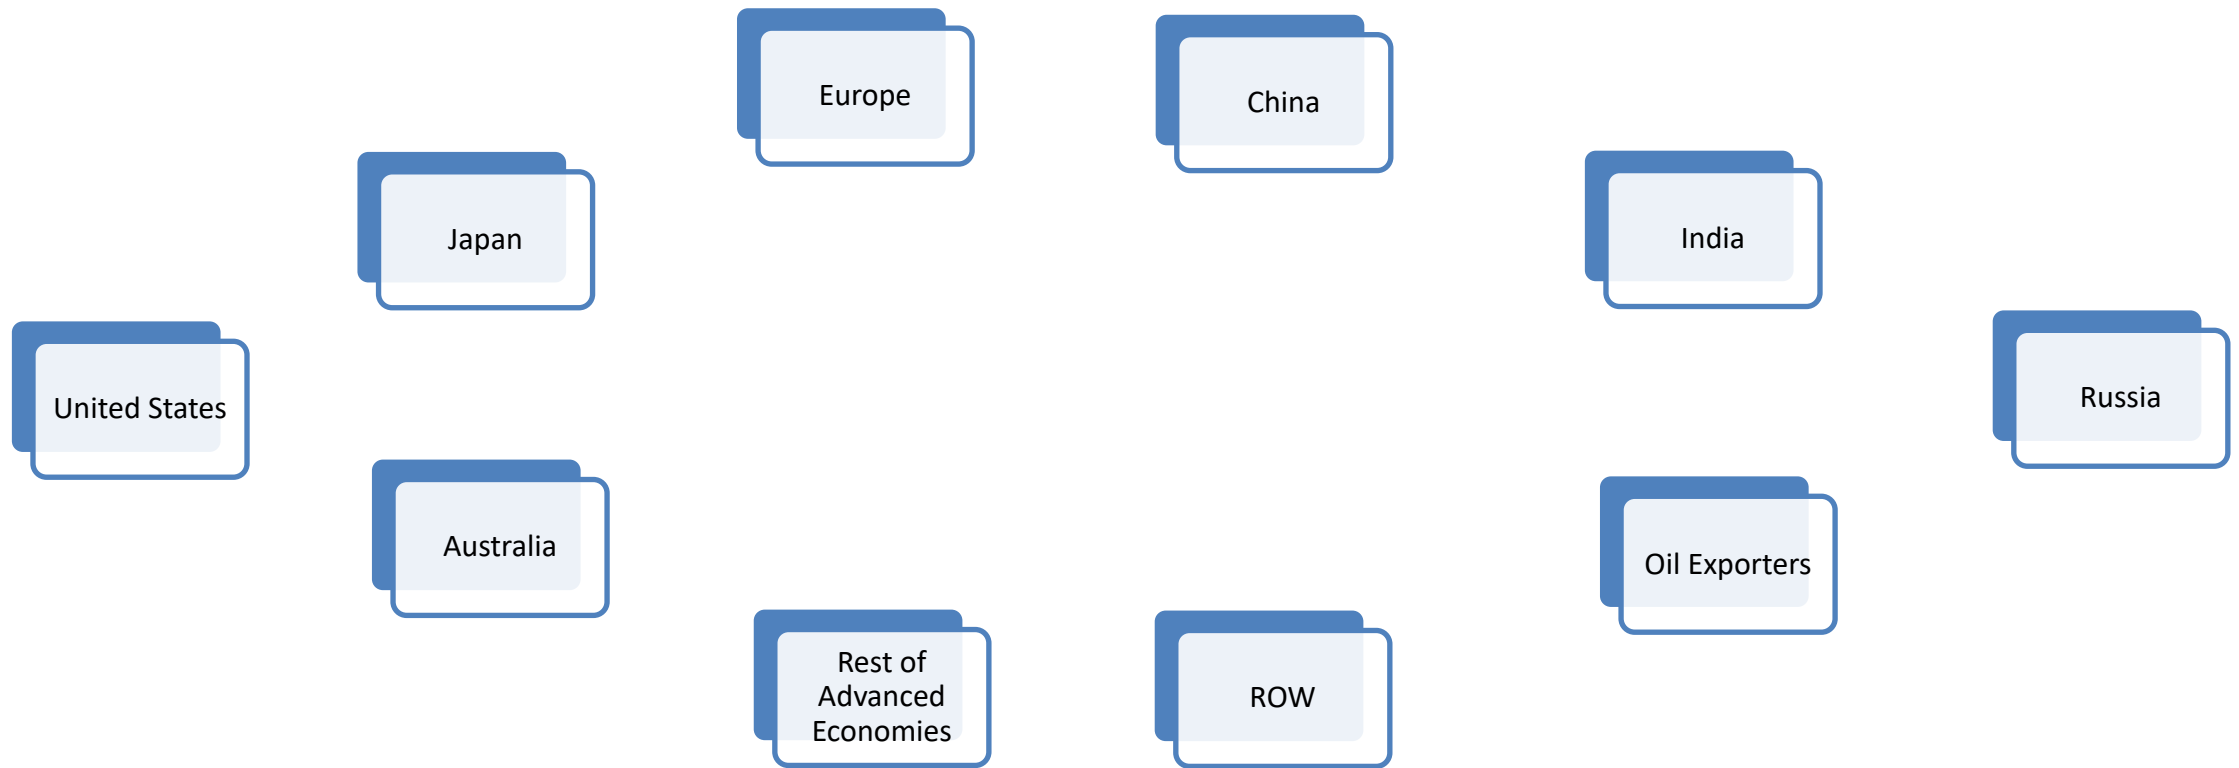 Europe
China
Japan
India
United States
Russia
Australia
Oil Exporters
Rest of
Advanced
Economies
ROW